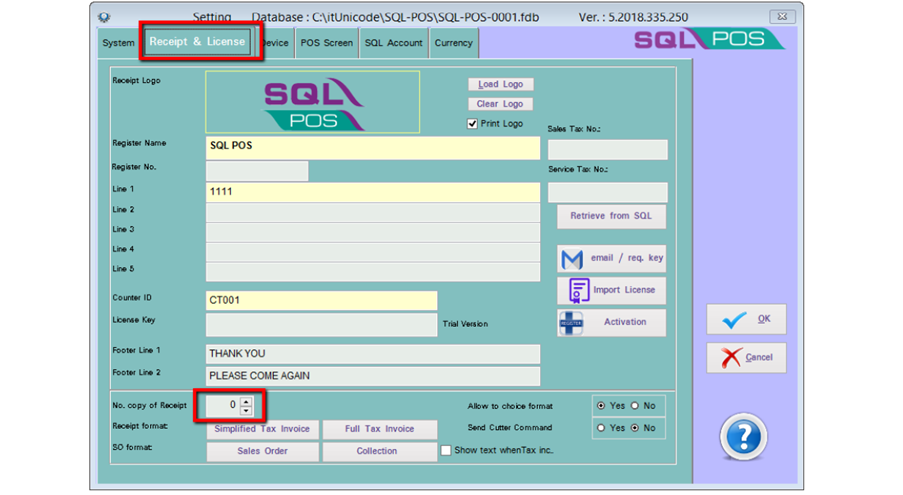 Setting Database : C:\itUnicode\SQL-POS\SQL-POS-0001.fdb Ver. : 5.2018.335.250
System Receipt & License Device POS Screen SQL Account Currency
SQL POS
Receipt Logo
SQL
POS
Load Logo
Clear Logo
Print Logo
Sales Tax No.:
Register Name SQL POS
Register No.
Service Tax No.:
Line 1 1111
Line 2
Retrieve from SQL
Line 3
Line 4
email / req. key
Line 5
Import License
Counter ID CT001
License Key Trial Version
Activation
OK
Footer Line 1 THANK YOU
Cancel
Footer Line 2 PLEASE COME AGAIN
No. copy of Receipt 0
Allow to choice format Yes No
Receipt format: Simplified Tax Invoice Full Tax Invoice
Send Cutter Command Yes No
SO format: Sales Order Collection
Show text whenTax inc.